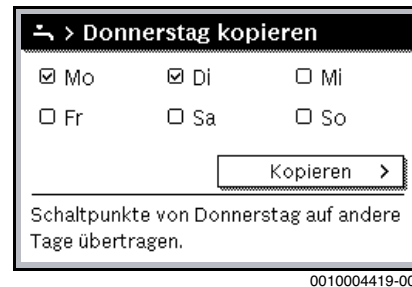 > Donnerstag kopieren
Mo Di Mi
Fr Sa So
Kopieren >
Schaltpunkte von Donnerstag auf andere
Tage übertragen.
0010004419-00